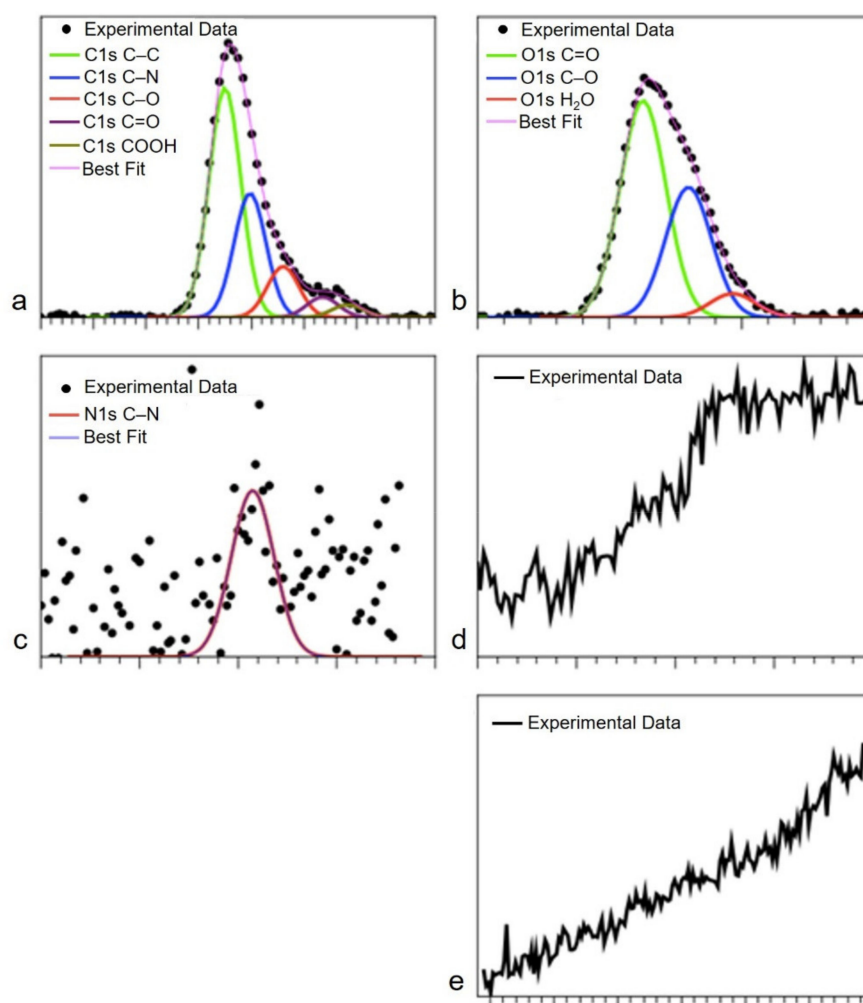 Experimental Data
C1s C–C
C1s C–N
C1s C–O
C1s C=O
C1s COOH
Best Fit
a
Experimental Data
O1s C=O
O1s C–O
O1s H₂O
Best Fit
b
Experimental Data
N1s C–N
Best Fit
c
Experimental Data
d
Experimental Data
e